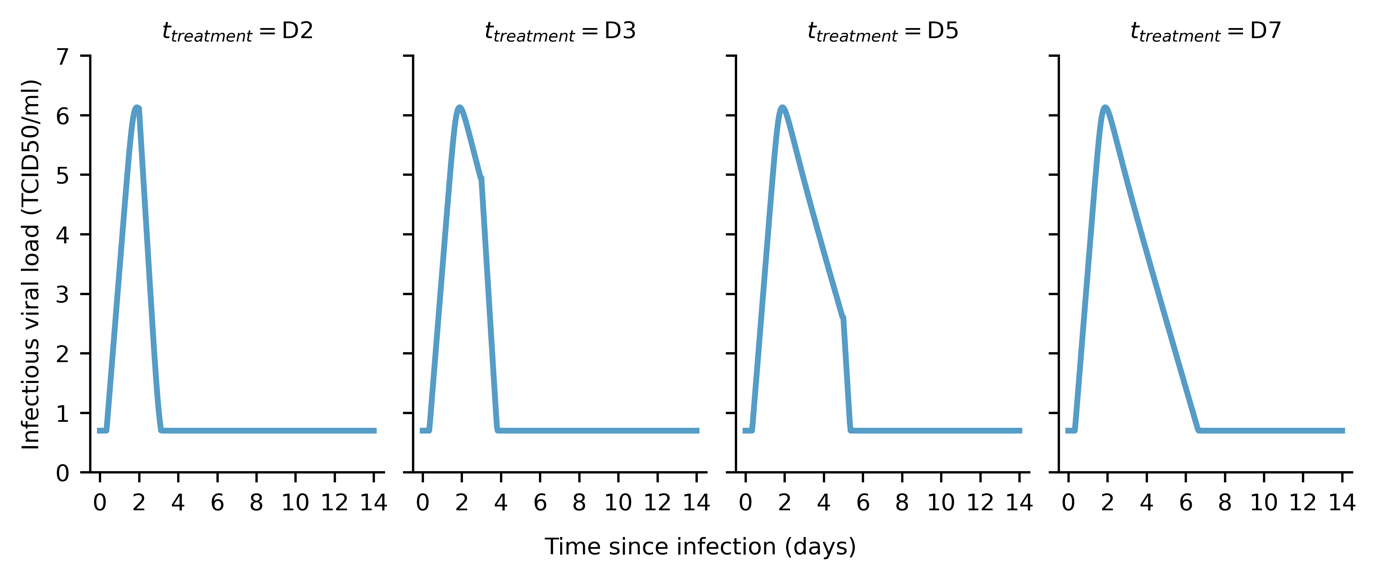 t_treatment = D2
t_treatment = D3
t_treatment = D5
t_treatment = D7
Infectious viral load (TCID50/ml)
7
6
5
4
3
2
1
0
0 2 4 6 8 10 12 14
0 2 4 6 8 10 12 14
0 2 4 6 8 10 12 14
0 2 4 6 8 10 12 14
Time since infection (days)